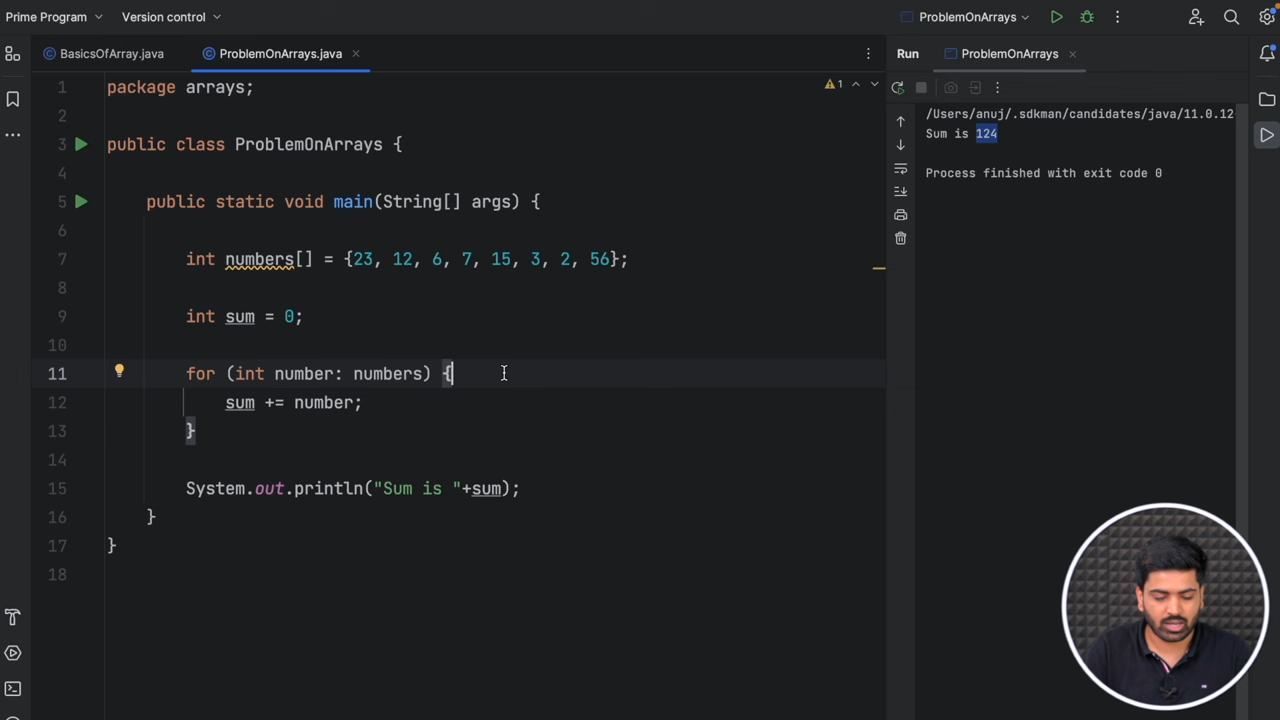 Prime Program Version control ProblemOnArrays
BasicsOfArray.java ProblemOnArrays.java Run ProblemOnArrays
1 package arrays; 1
2
3 public class ProblemOnArrays {
4
5 public static void main(String[] args) {
6
7 int numbers[] = {23, 12, 6, 7, 15, 3, 2, 56};
8
9 int sum = 0;
10
11 for (int number: numbers) {
12 sum += number;
13 }
14
15 System.out.println("Sum is "+sum);
16 }
17 }
18
/Users/anuj/.sdkman/candidates/java/11.0.12
Sum is 124
Process finished with exit code 0